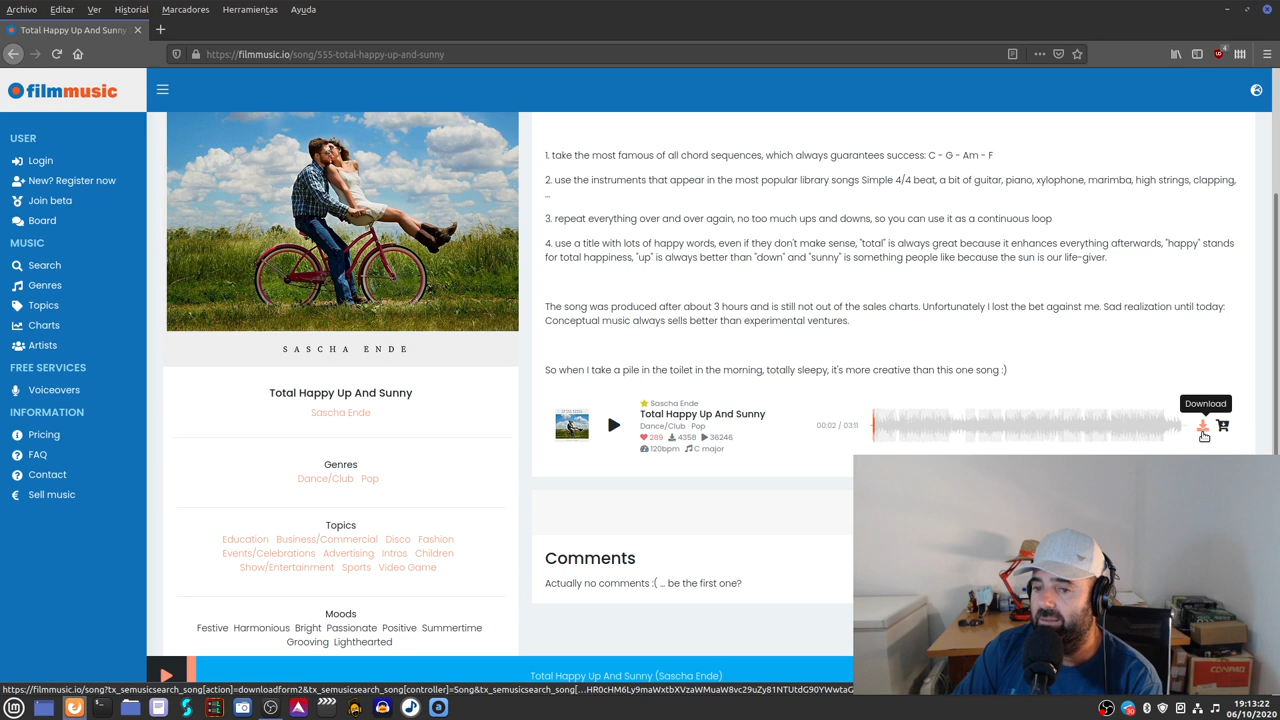 Archivo Editar Ver Historial Marcadores Herramientas Ayuda
Total Happy Up And Sunny
https://filmmusic.io/song/555-total-happy-up-and-sunny
filmmusic
USER
Login
New? Register now
Join beta
Board
MUSIC
Search
Genres
Topics
Charts
Artists
FREE SERVICES
Voiceovers
INFORMATION
Pricing
FAQ
Contact
Sell music
SASCHA ENDE
Total Happy Up And Sunny
Sascha Ende
Genres
Dance/Club Pop
Topics
Education Business/Commercial Disco Fashion
Events/Celebrations Advertising Intros Children
Show/Entertainment Sports Video Game
Moods
Festive Harmonious Bright Passionate Positive Summertime
Grooving Lighthearted
1. take the most famous of all chord sequences, which always guarantees success: C - G - Am - F
2. use the instruments that appear in the most popular library songs Simple 4/4 beat, a bit of guitar, piano, xylophone, marimba, high strings, clapping,
...
3. repeat everything over and over again, no too much ups and downs, so you can use it as a continuous loop
4. use a title with lots of happy words, even if they don't make sense, "total" is always great because it enhances everything afterwards, "happy" stands
for total happiness, "up" is always better than "down" and "sunny" is something people like because the sun is our life-giver.
The song was produced after about 3 hours and is still not out of the sales charts. Unfortunately I lost the bet against me. Sad realization until today:
Conceptual music always sells better than experimental ventures.
So when I take a pile in the toilet in the morning, totally sleepy, it's more creative than this one song :)
Sascha Ende
Total Happy Up And Sunny
Dance/Club Pop
289 4358 36246
120bpm C major
00:02 / 03:11
Download
Comments
Actually no comments :( ... be the first one?
Total Happy Up And Sunny (Sascha Ende)
COMPAQ
19:13:22
06/10/2020